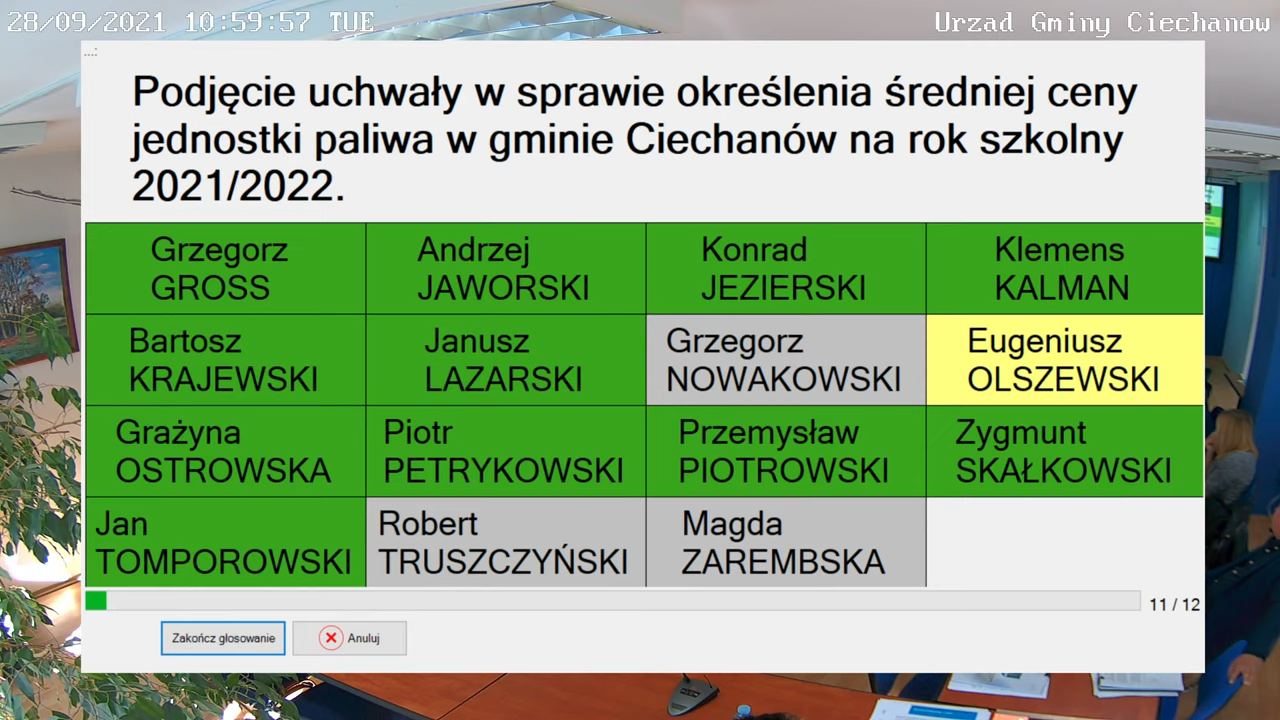 28/09/2021 10:59:57 TUE
Urzad Gminy Ciechanow
Podjęcie uchwały w sprawie określenia średniej ceny
jednostki paliwa w gminie Ciechanów na rok szkolny
2021/2022.
Grzegorz
GROSS
Andrzej
JAWORSKI
Konrad
JEZIERSKI
Klemens
KALMAN
Bartosz
KRAJEWSKI
Janusz
LAZARSKI
Grzegorz
NOWAKOWSKI
Eugeniusz
OLSZEWSKI
Grażyna
OSTROWSKA
Piotr
PETRYKOWSKI
Przemysław
PIOTROWSKI
Zygmunt
SKAŁKOWSKI
Jan
TOMPOROWSKI
Robert
TRUSZCZYŃSKI
Magda
ZAREMBSKA
11 / 12
Zakończ głosowanie
Anuluj